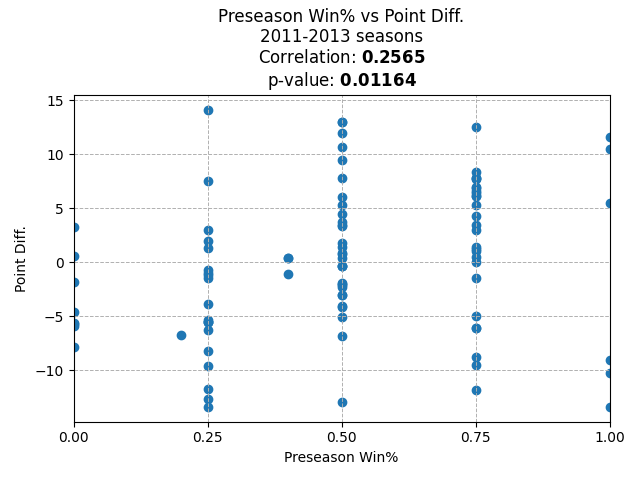 Preseason Win% vs Point Diff.
2011-2013 seasons
Correlation: 0.2565
p-value: 0.01164
15
10
5
0
−5
−10
Point Diff.
0.00 0.25 0.50 0.75 1.00
Preseason Win%